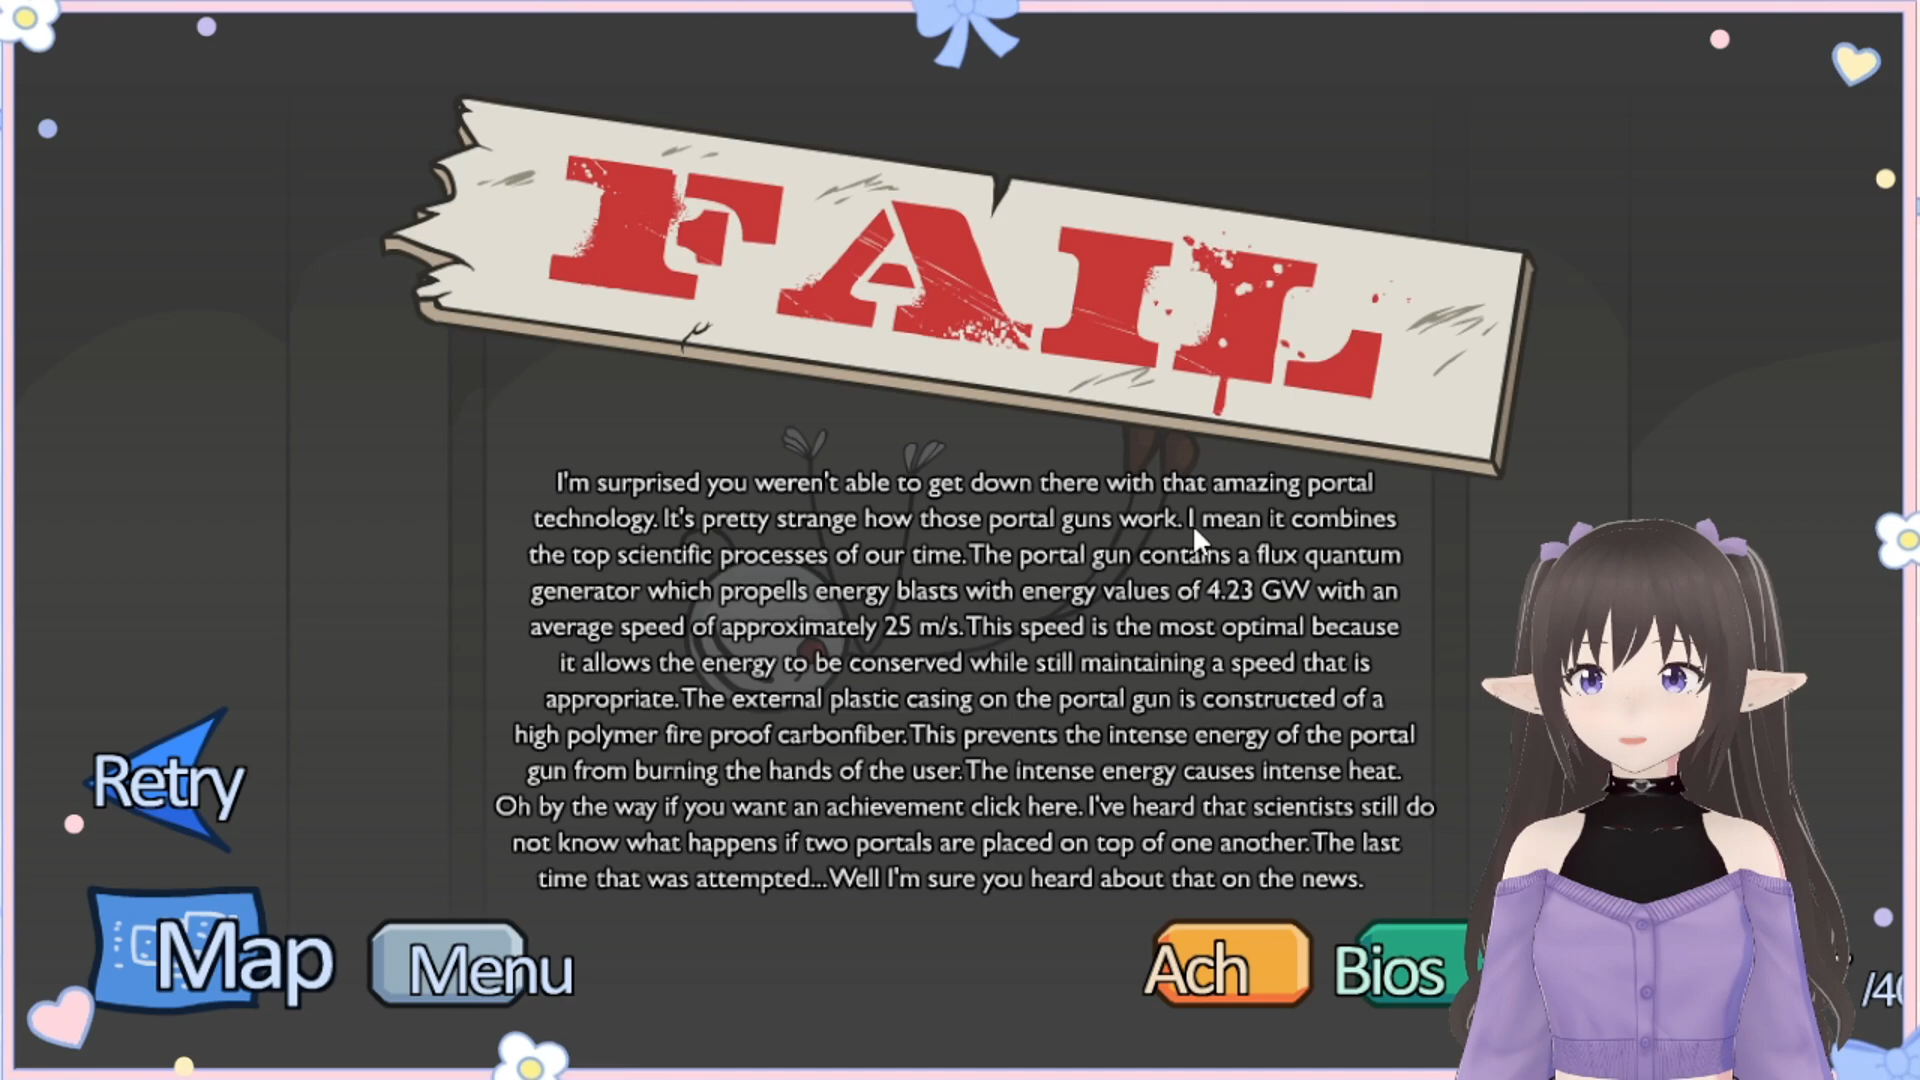 FAIL
I'm surprised you weren't able to get down there with that amazing portal
technology. It's pretty strange how those portal guns work. I mean it combines
the top scientific processes of our time. The portal gun contains a flux quantum
generator which propells energy blasts with energy values of 4.23 GW with an
average speed of approximately 25 m/s. This speed is the most optimal because
it allows the energy to be conserved while still maintaining a speed that is
appropriate. The external plastic casing on the portal gun is constructed of a
high polymer fire proof carbonfiber. This prevents the intense energy of the portal
gun from burning the hands of the user. The intense energy causes intense heat.
Oh by the way if you want an achievement click here. I've heard that scientists still do
not know what happens if two portals are placed on top of one another. The last
time that was attempted...Well I'm sure you heard about that on the news.
Retry
Map
Menu
Ach
Bios